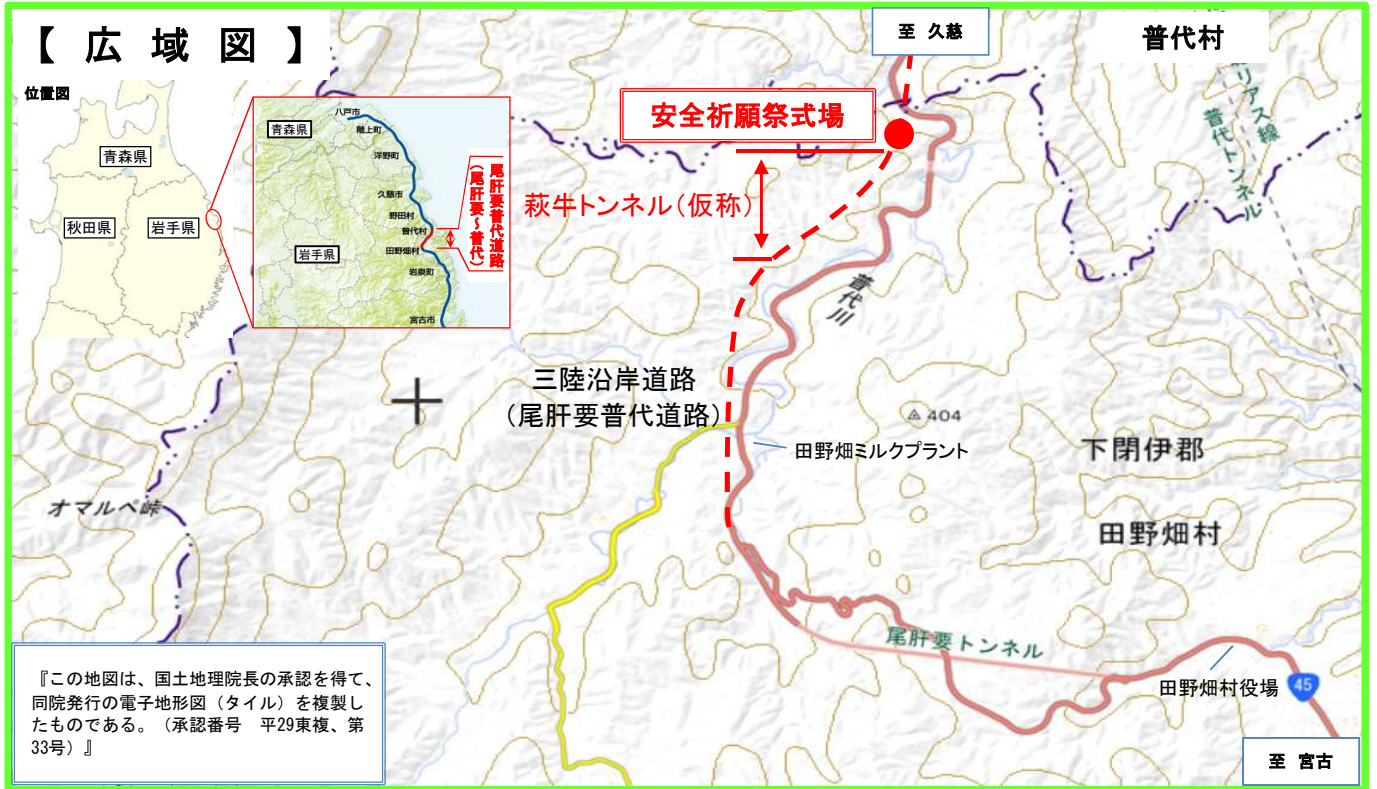 【 広 域 図 】
位置図
青森県
秋田県
岩手県
青森県
八戸市
階上町
洋野町
久慈市
野田村
普代村
田野畑村
岩泉町
宮古市
岩手県
尾肝要普代道路
(尾肝要～普代)
至 久慈
普代村
安全祈願祭式場
萩牛トンネル(仮称)
リアス線
普代トンネル
普代川
三陸沿岸道路
(尾肝要普代道路)
404
田野畑ミルクプラント
下閉伊郡
田野畑村
オマルペ峠
尾肝要トンネル
田野畑村役場
45
至 宮古
『この地図は、国土地理院長の承認を得て、
同院発行の電子地形図（タイル）を複製し
たものである。（承認番号　平29東複、第
33号）』